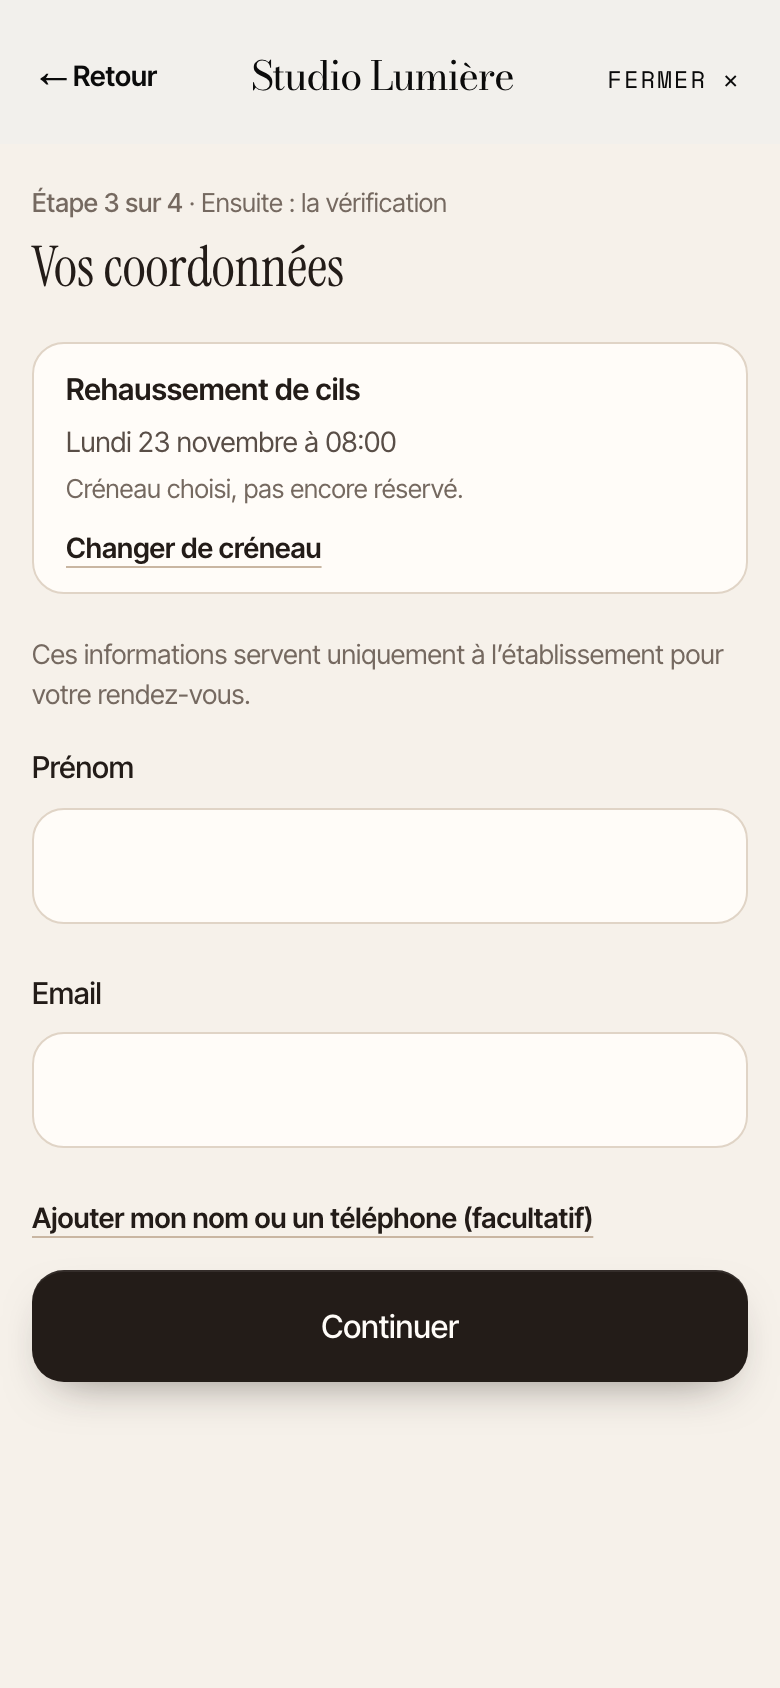 ← Retour
Studio Lumière
FERMER ×
Étape 3 sur 4 · Ensuite : la vérification
Vos coordonnées
Rehaussement de cils
Lundi 23 novembre à 08:00
Créneau choisi, pas encore réservé.
Changer de créneau
Ces informations servent uniquement à l’établissement pour
votre rendez-vous.
Prénom
Email
Ajouter mon nom ou un téléphone (facultatif)
Continuer